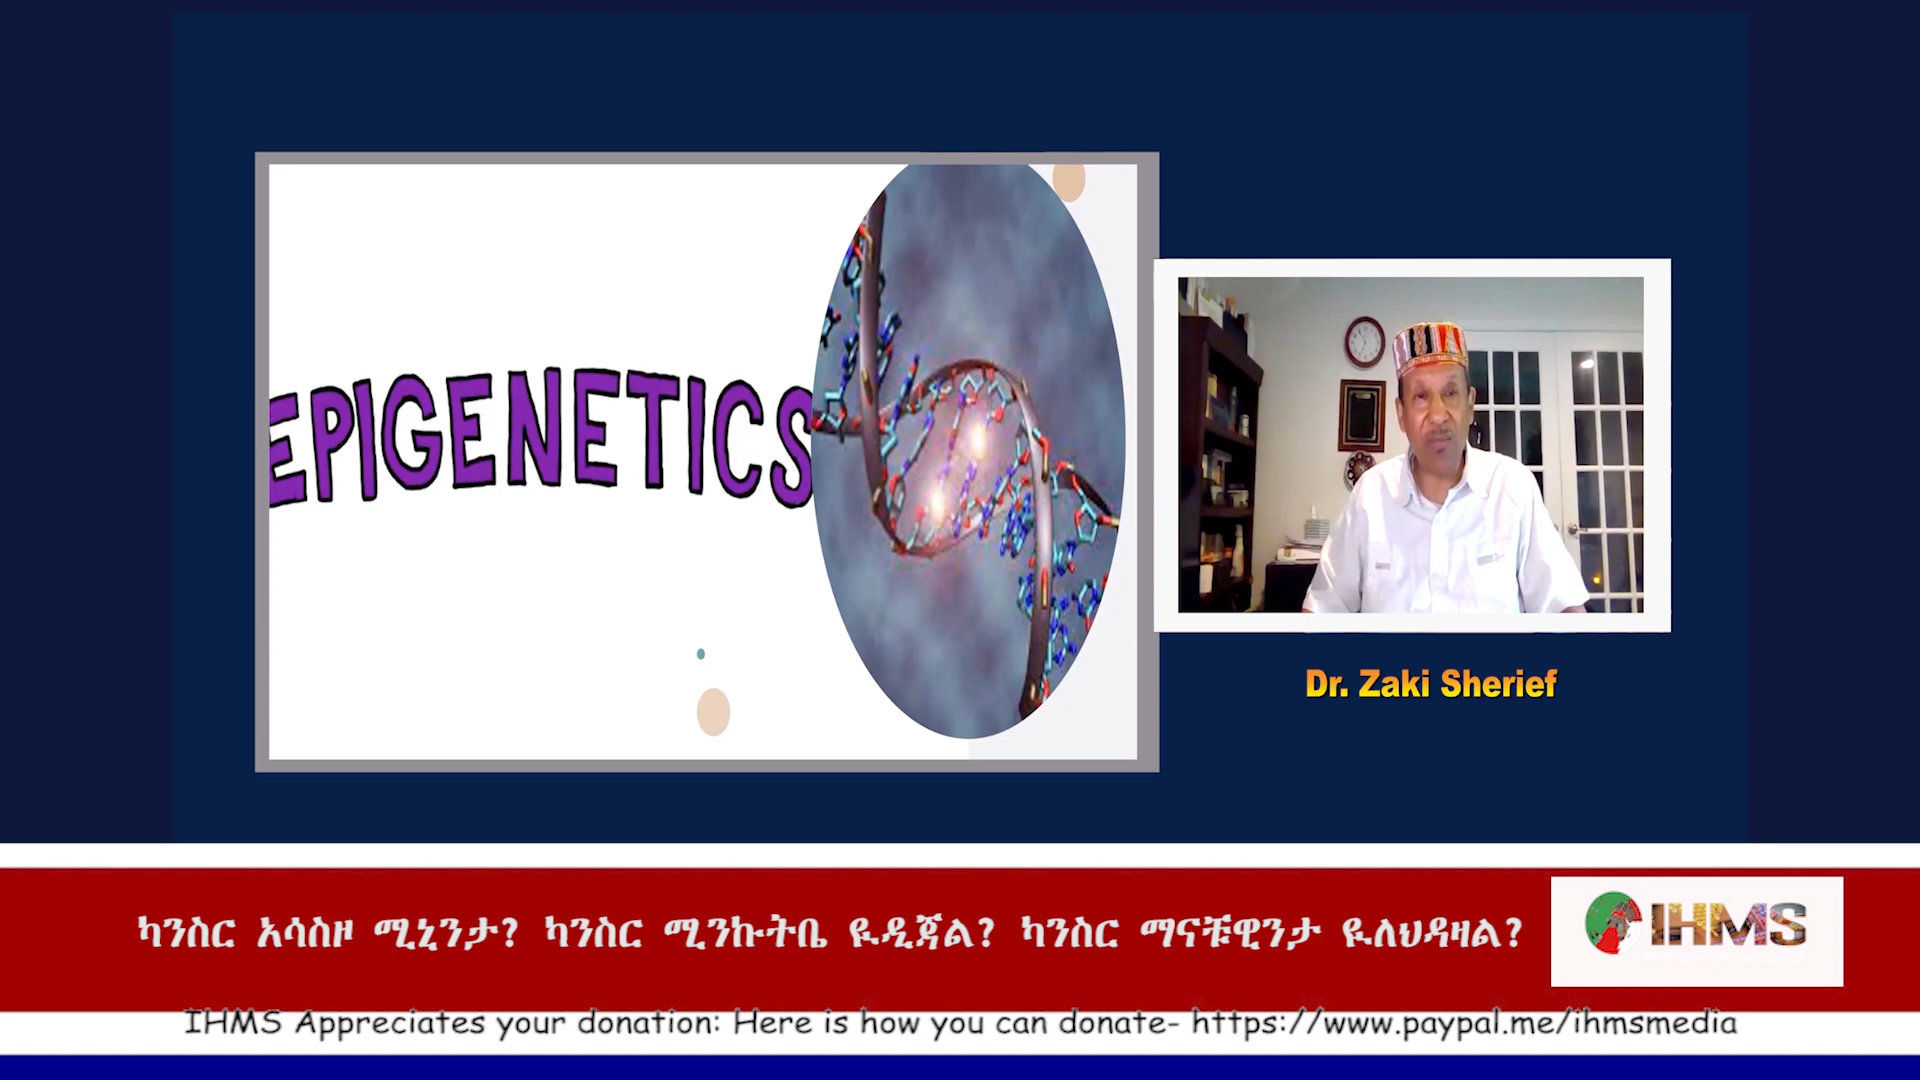 EPIGENETICS
Dr. Zaki Sherief
ካንስር አሳስዞ ሚኒንታ? ካንስር ሚንኩትቤ ዪዲጃል? ካንስር ማናቹዊንታ ዪለህዳዛል?
IHMS
IHMS Appreciates your donation: Here is how you can donate- https://www.paypal.me/ihmsmedia